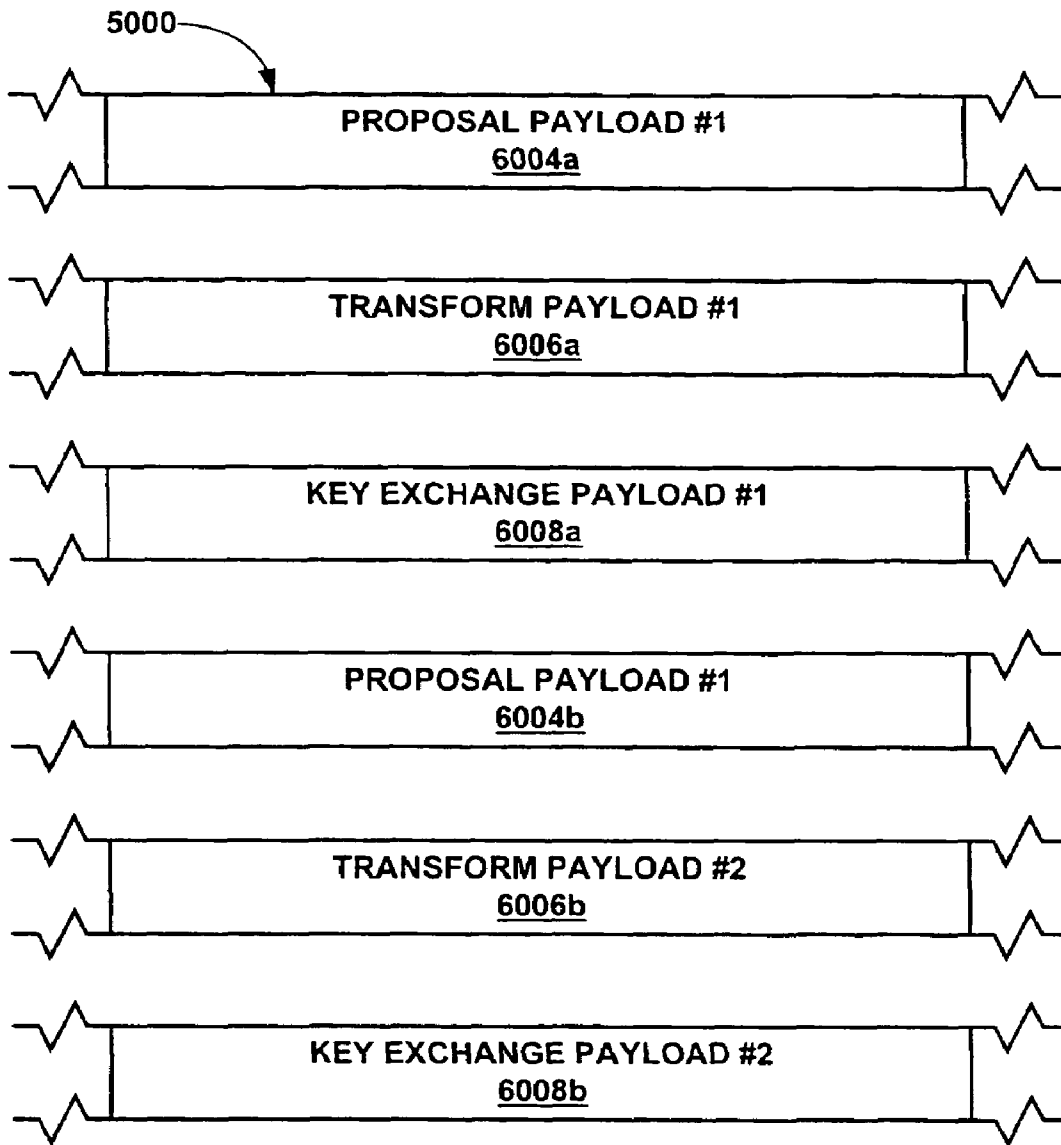 5000
PROPOSAL PAYLOAD #1
6004a
TRANSFORM PAYLOAD #1
6006a
KEY EXCHANGE PAYLOAD #1
6008a
PROPOSAL PAYLOAD #1
6004b
TRANSFORM PAYLOAD #2
6006b
KEY EXCHANGE PAYLOAD #2
6008b